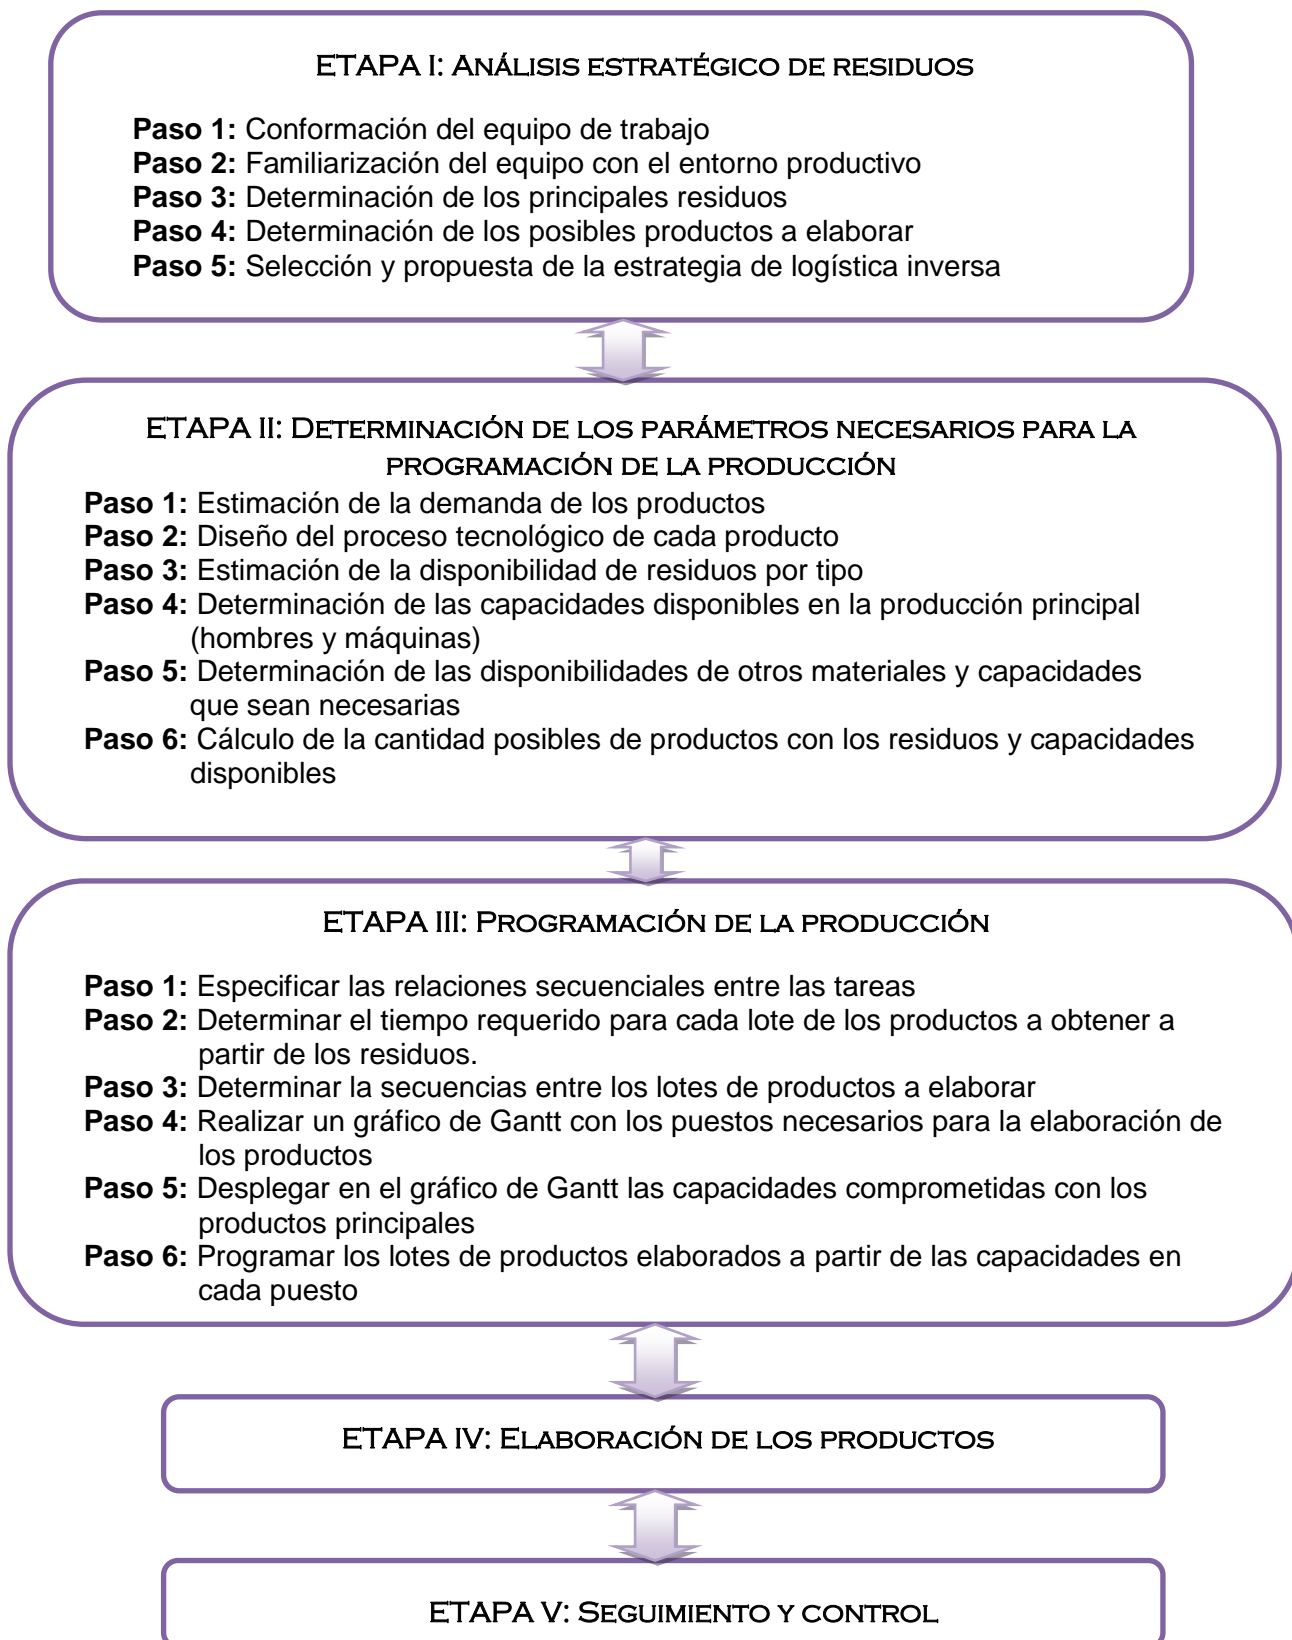 ETAPA I: Análisis estratégico de residuos
Paso 1: Conformación del equipo de trabajo
Paso 2: Familiarización del equipo con el entorno productivo
Paso 3: Determinación de los principales residuos
Paso 4: Determinación de los posibles productos a elaborar
Paso 5: Selección y propuesta de la estrategia de logística inversa
ETAPA II: Determinación de los parámetros necesarios para la
programación de la producción
Paso 1: Estimación de la demanda de los productos
Paso 2: Diseño del proceso tecnológico de cada producto
Paso 3: Estimación de la disponibilidad de residuos por tipo
Paso 4: Determinación de las capacidades disponibles en la producción principal
(hombres y máquinas)
Paso 5: Determinación de las disponibilidades de otros materiales y capacidades
que sean necesarias
Paso 6: Cálculo de la cantidad posibles de productos con los residuos y capacidades
disponibles
ETAPA III: Programación de la producción
Paso 1: Especificar las relaciones secuenciales entre las tareas
Paso 2: Determinar el tiempo requerido para cada lote de los productos a obtener a
partir de los residuos.
Paso 3: Determinar la secuencias entre los lotes de productos a elaborar
Paso 4: Realizar un gráfico de Gantt con los puestos necesarios para la elaboración de
los productos
Paso 5: Desplegar en el gráfico de Gantt las capacidades comprometidas con los
productos principales
Paso 6: Programar los lotes de productos elaborados a partir de las capacidades en
cada puesto
ETAPA IV: Elaboración de los productos
ETAPA V: Seguimiento y control